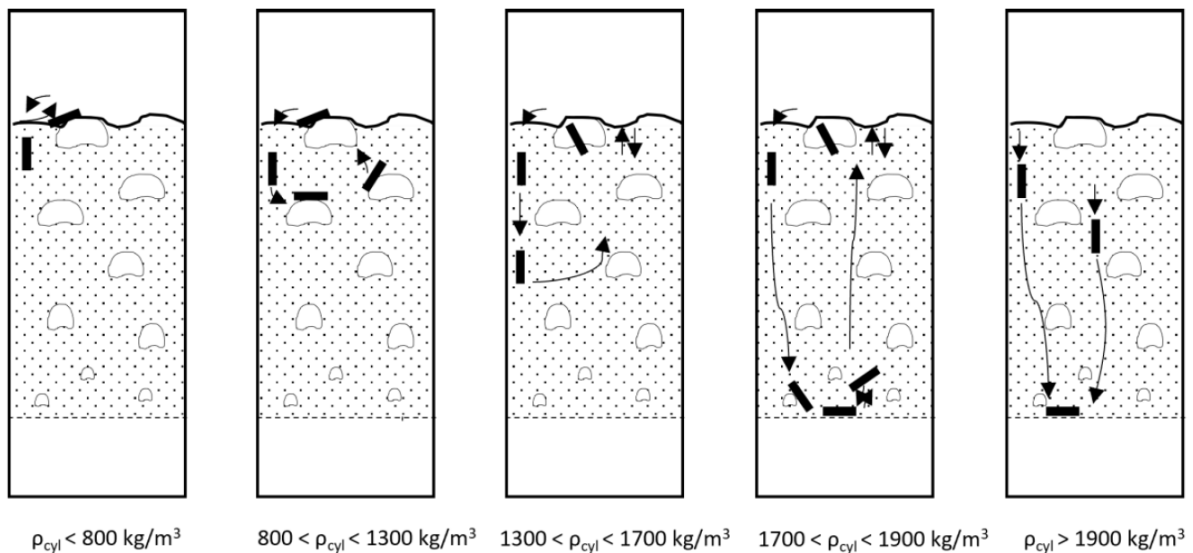 ρcyl < 800 kg/m³
800 < ρcyl < 1300 kg/m³
1300 < ρcyl < 1700 kg/m³
1700 < ρcyl < 1900 kg/m³
ρcyl > 1900 kg/m³